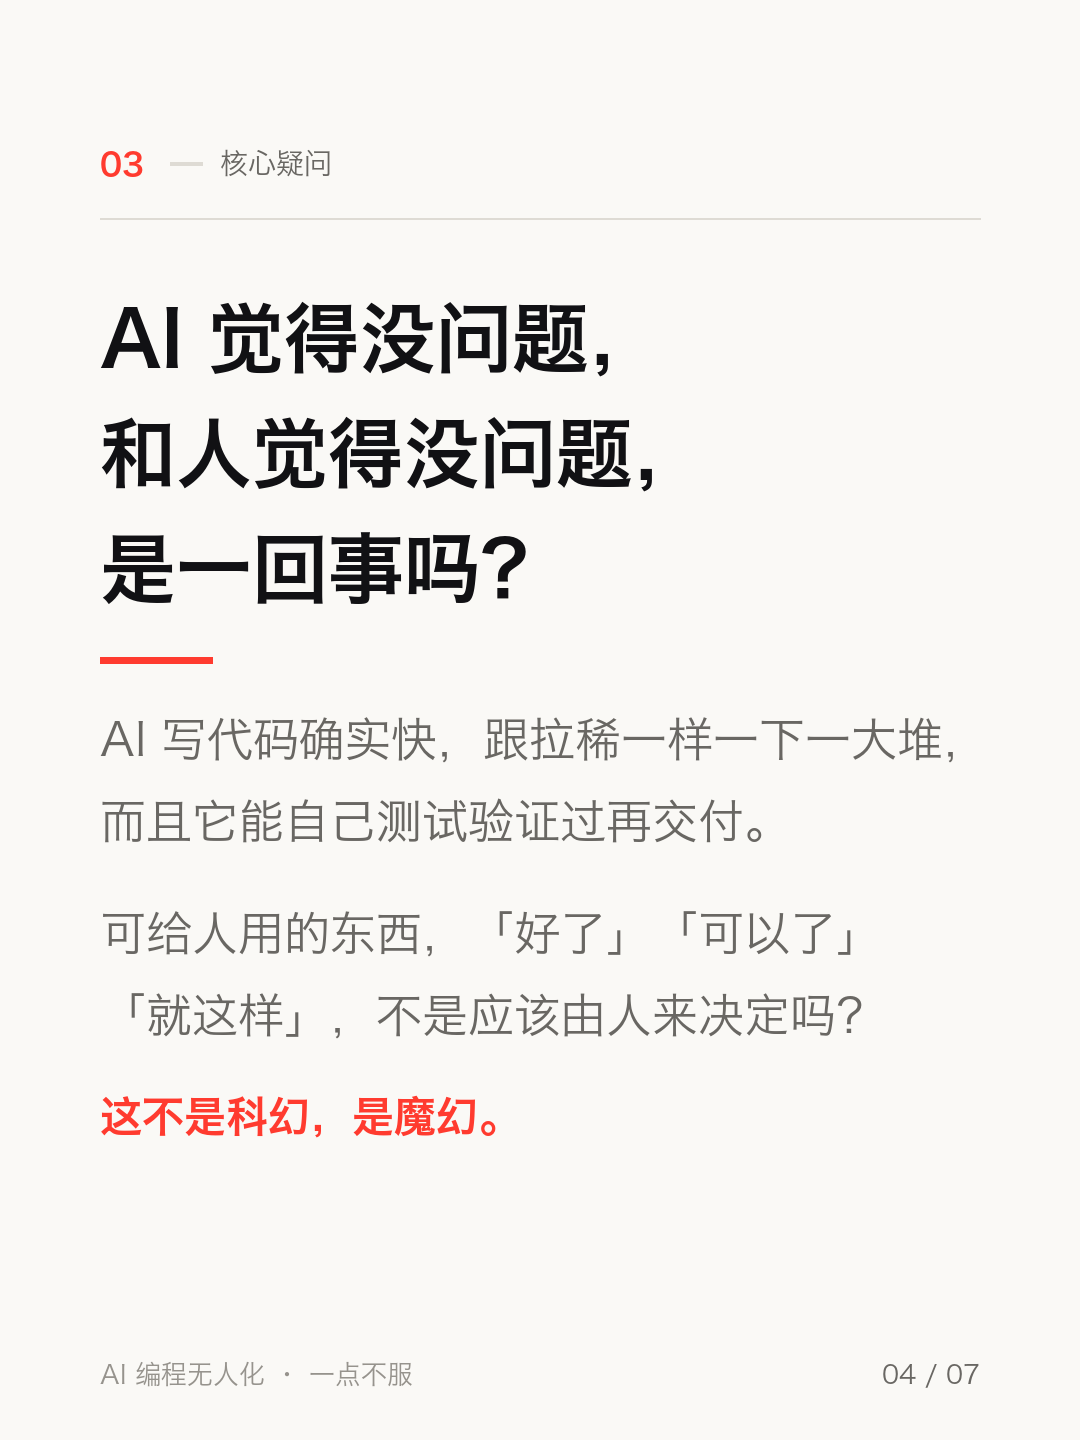 03 — 核心疑问
AI 觉得没问题，
和人觉得没问题，
是一回事吗？
AI 写代码确实快，跟拉稀一样一下一大堆，
而且它能自己测试验证过再交付。
可给人用的东西，「好了」「可以了」
「就这样」，不是应该由人来决定吗？
这不是科幻，是魔幻。
AI 编程无人化 · 一点不服
04 / 07